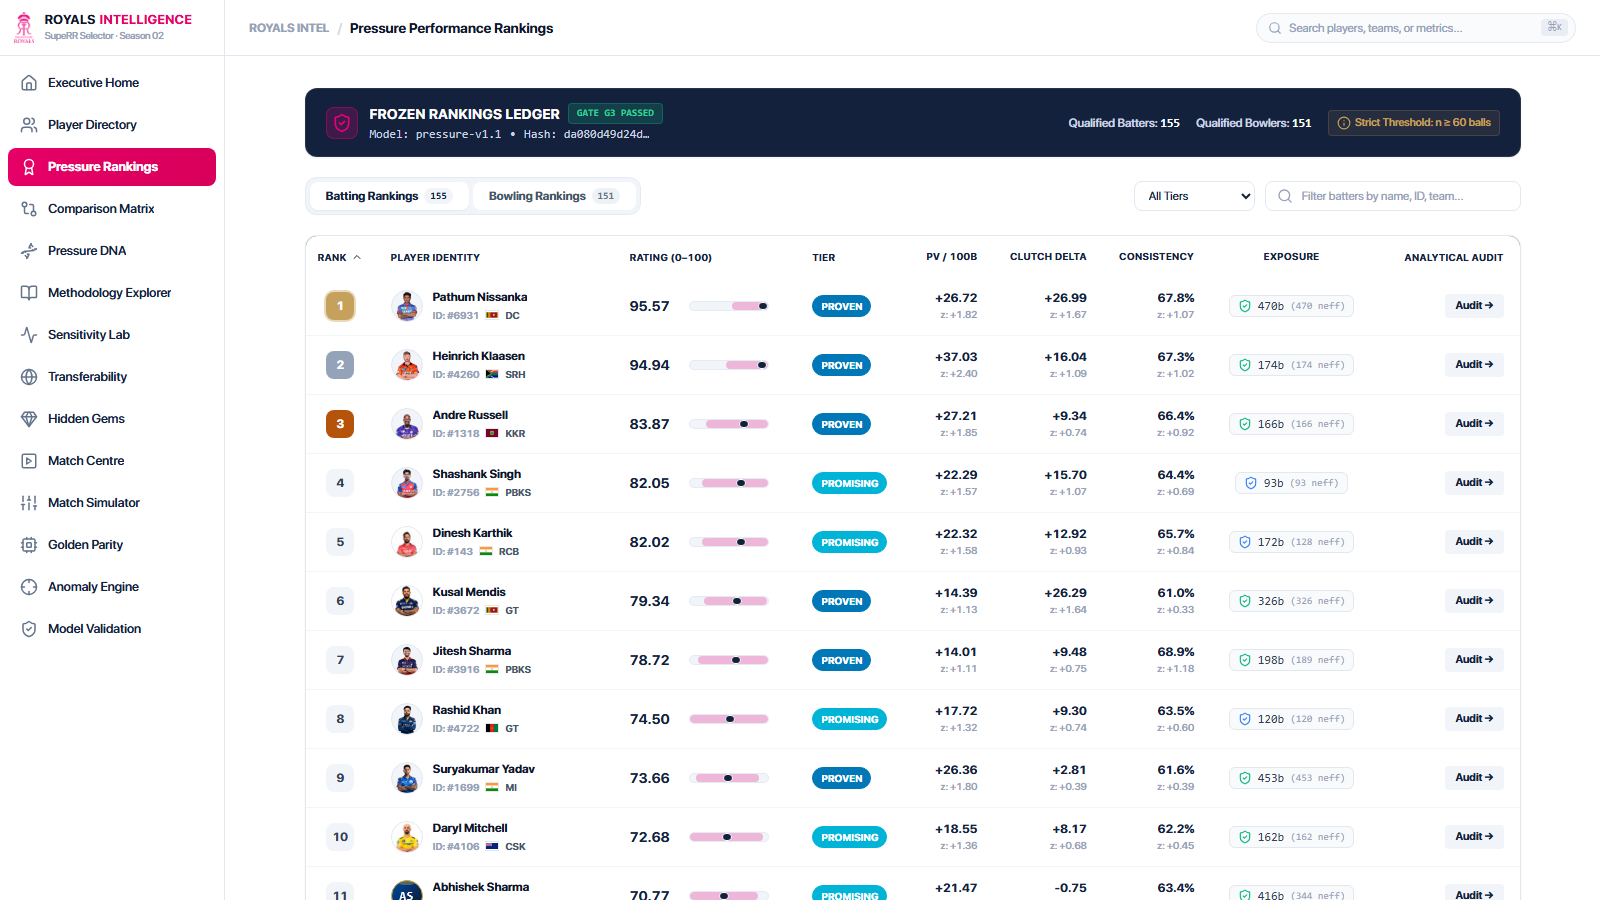 ROYALS INTELLIGENCE
SupeRR Selector · Season 02
ROYALS
ROYALS INTEL / Pressure Performance Rankings
Search players, teams, or metrics...
⌘K
Executive Home
Player Directory
Pressure Rankings
Comparison Matrix
Pressure DNA
Methodology Explorer
Sensitivity Lab
Transferability
Hidden Gems
Match Centre
Match Simulator
Golden Parity
Anomaly Engine
Model Validation
FROZEN RANKINGS LEDGER GATE G3 PASSED
Model: pressure-v1.1 • Hash: da080d49d24d…
Qualified Batters: 155 Qualified Bowlers: 151 Strict Threshold: n ≥ 60 balls
Batting Rankings 155 Bowling Rankings 151
All Tiers
Filter batters by name, ID, team...
RANK PLAYER IDENTITY RATING (0–100) TIER PV / 100B CLUTCH DELTA CONSISTENCY EXPOSURE ANALYTICAL AUDIT
1 Pathum Nissanka 95.57 PROVEN +26.72 +26.99 67.8% 470b (470 neff) Audit →
ID: #6931 DC z: +1.82 z: +1.67 z: +1.07
2 Heinrich Klaasen 94.94 PROVEN +37.03 +16.04 67.3% 174b (174 neff) Audit →
ID: #4260 SRH z: +2.40 z: +1.09 z: +1.02
3 Andre Russell 83.87 PROVEN +27.21 +9.34 66.4% 166b (166 neff) Audit →
ID: #1318 KKR z: +1.85 z: +0.74 z: +0.92
4 Shashank Singh 82.05 PROMISING +22.29 +15.70 64.4% 93b (93 neff) Audit →
ID: #2756 PBKS z: +1.57 z: +1.07 z: +0.69
5 Dinesh Karthik 82.02 PROMISING +22.32 +12.92 65.7% 172b (128 neff) Audit →
ID: #143 RCB z: +1.58 z: +0.93 z: +0.84
6 Kusal Mendis 79.34 PROVEN +14.39 +26.29 61.0% 326b (326 neff) Audit →
ID: #3672 GT z: +1.13 z: +1.64 z: +0.33
7 Jitesh Sharma 78.72 PROVEN +14.01 +9.48 68.9% 198b (189 neff) Audit →
ID: #3916 PBKS z: +1.11 z: +0.75 z: +1.18
8 Rashid Khan 74.50 PROMISING +17.72 +9.30 63.5% 120b (120 neff) Audit →
ID: #4722 GT z: +1.32 z: +0.74 z: +0.60
9 Suryakumar Yadav 73.66 PROVEN +26.36 +2.81 61.6% 453b (453 neff) Audit →
ID: #1699 MI z: +1.80 z: +0.39 z: +0.39
10 Daryl Mitchell 72.68 PROMISING +18.55 +8.17 62.2% 162b (162 neff) Audit →
ID: #4106 CSK z: +1.36 z: +0.68 z: +0.45
11 AS Abhishek Sharma 70.77 PROMISING +21.47 -0.75 63.4% 416b (344 neff) Audit →